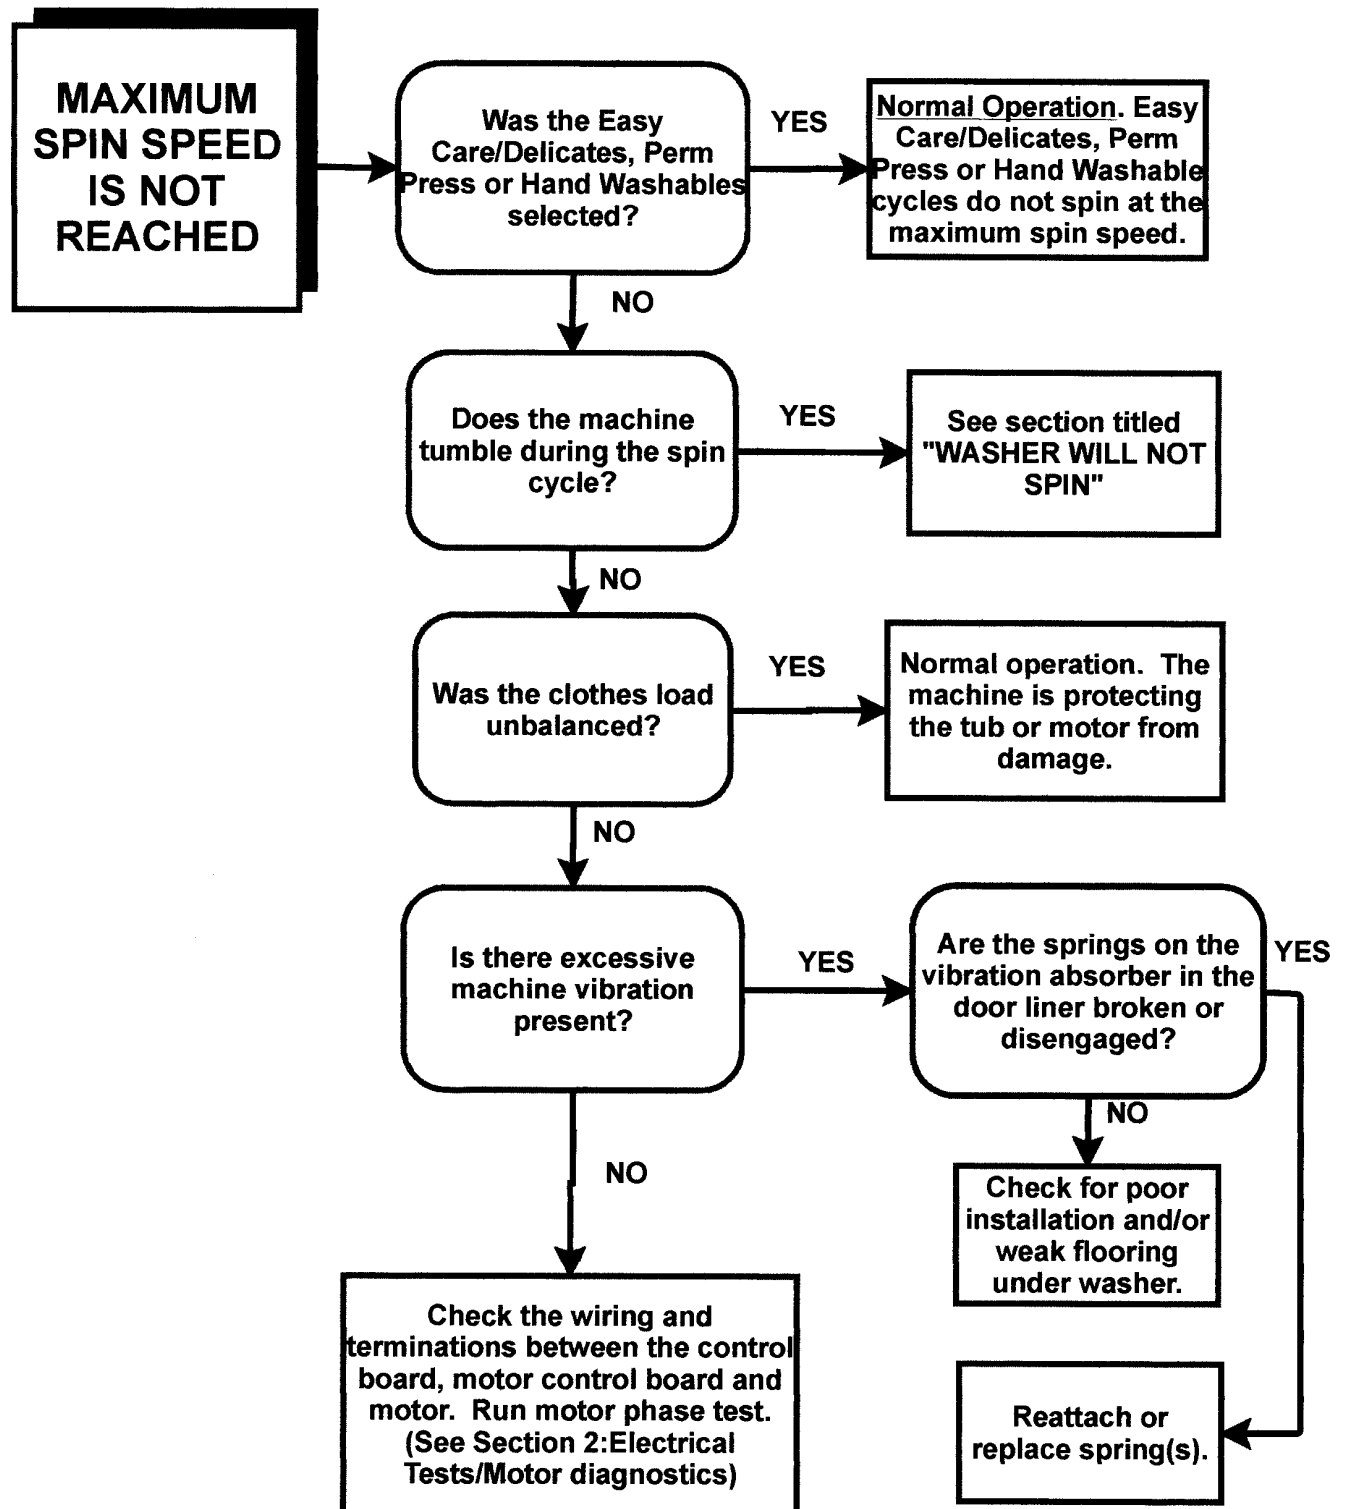 MAXIMUM
SPIN SPEED
IS NOT
REACHED
Was the Easy
Care/Delicates, Perm
Press or Hand Washables
selected?
YES
Normal Operation. Easy
Care/Delicates, Perm
Press or Hand Washable
cycles do not spin at the
maximum spin speed.
NO
Does the machine
tumble during the spin
cycle?
YES
See section titled
"WASHER WILL NOT
SPIN"
NO
Was the clothes load
unbalanced?
YES
Normal operation. The
machine is protecting
the tub or motor from
damage.
NO
Is there excessive
machine vibration
present?
YES
Are the springs on the
vibration absorber in the
door liner broken or
disengaged?
YES
NO
Check for poor
installation and/or
weak flooring
under washer.
NO
Check the wiring and
terminations between the control
board, motor control board and
motor. Run motor phase test.
(See Section 2:Electrical
Tests/Motor diagnostics)
Reattach or
replace spring(s).